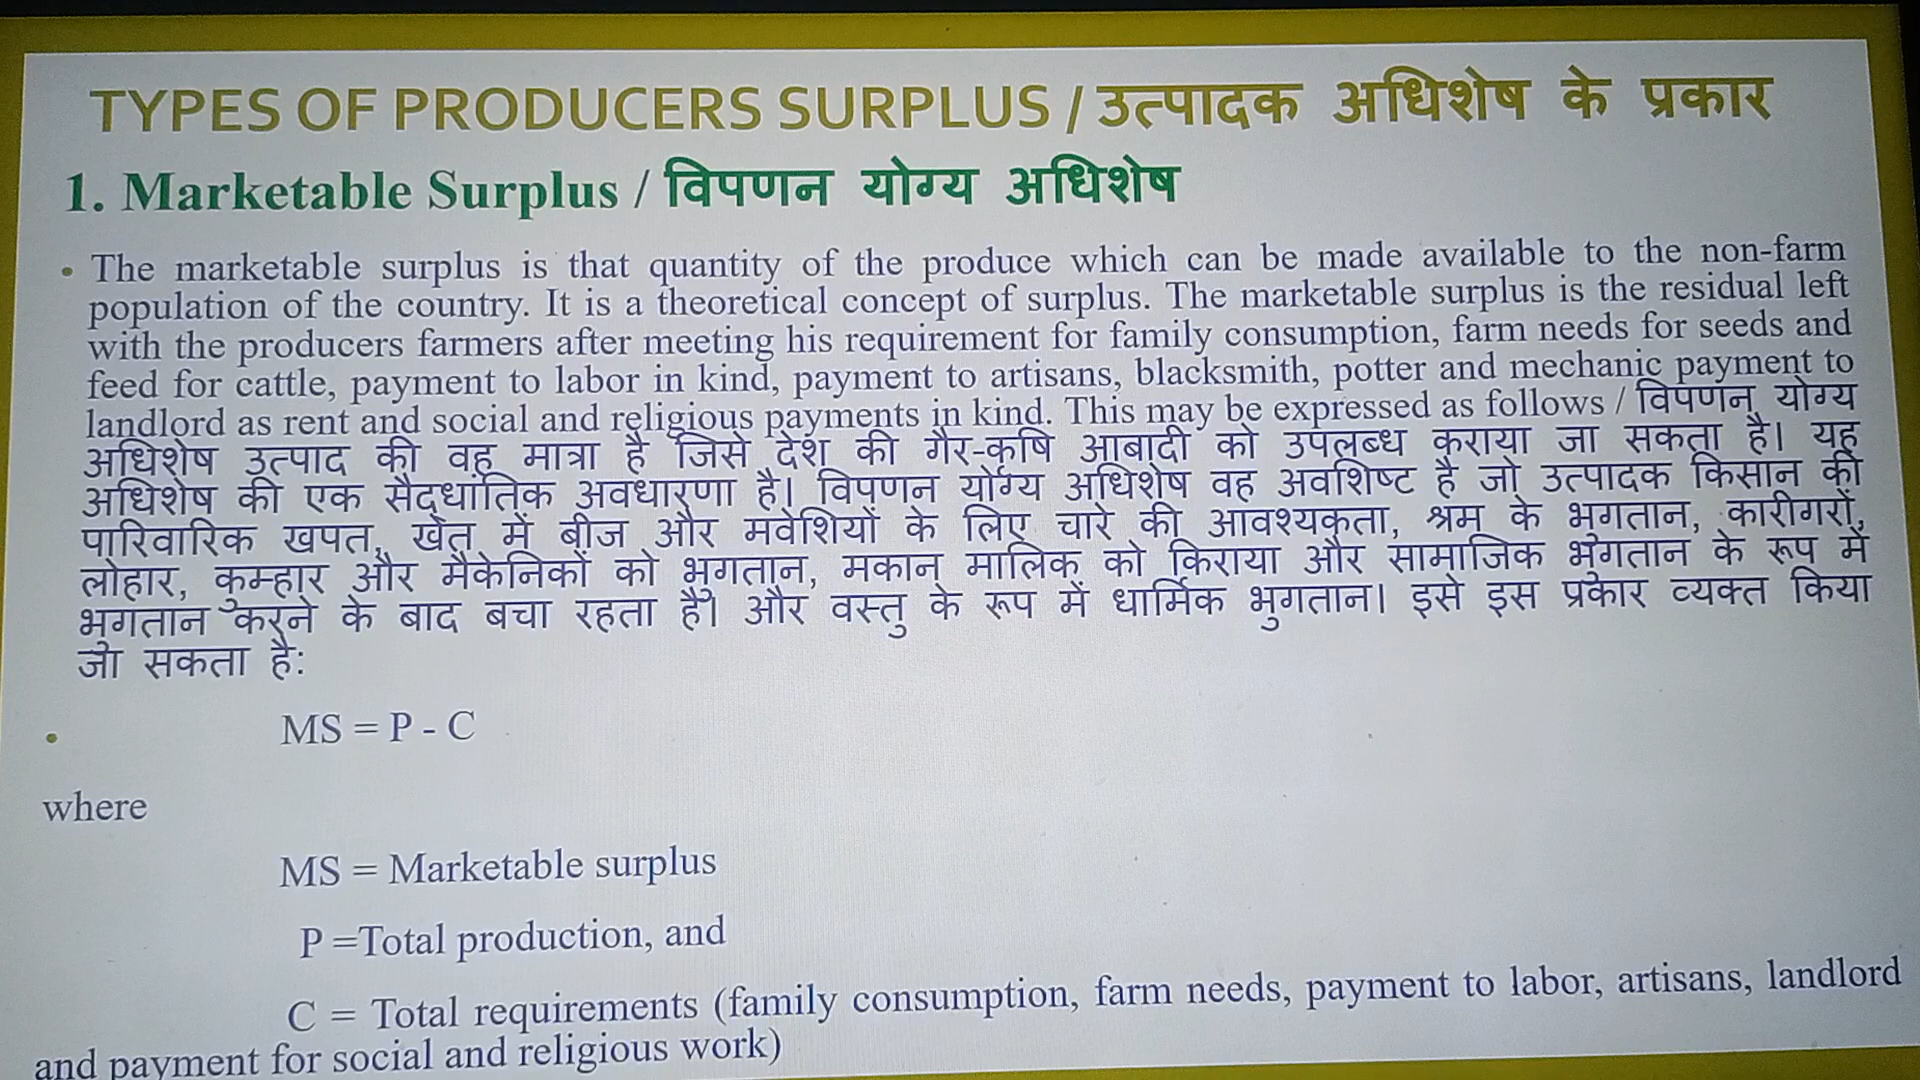 TYPES OF PRODUCERS SURPLUS / उत्पादक अधिशेष के प्रकार
1. Marketable Surplus / विपणन योग्य अधिशेष
• The marketable surplus is that quantity of the produce which can be made available to the non-farm
population of the country. It is a theoretical concept of surplus. The marketable surplus is the residual left
with the producers farmers after meeting his requirement for family consumption, farm needs for seeds and
feed for cattle, payment to labor in kind, payment to artisans, blacksmith, potter and mechanic payment to
landlord as rent and social and religious payments in kind. This may be expressed as follows / विपणन योग्य
अधिशेष उत्पाद की वह मात्रा है जिसे देश की गैर-कृषि आबादी को उपलब्ध कराया जा सकता है। यह
अधिशेष की एक सैद्धांतिक अवधारणा है। विपणन योग्य अधिशेष वह अवशिष्ट है जो उत्पादक किसान की
पारिवारिक खपत, खेत में बीज और मवेशियों के लिए चारे की आवश्यकता, श्रम के भुगतान, कारीगरों,
लोहार, कुम्हार और मैकेनिकों को भुगतान, मकान मालिक को किराया और सामाजिक भुगतान के रूप में
भुगतान करने के बाद बचा रहता है। और वस्तु के रूप में धार्मिक भुगतान। इसे इस प्रकार व्यक्त किया
जा सकता है:
• MS = P - C
where
MS = Marketable surplus
P =Total production, and
C = Total requirements (family consumption, farm needs, payment to labor, artisans, landlord
and payment for social and religious work)